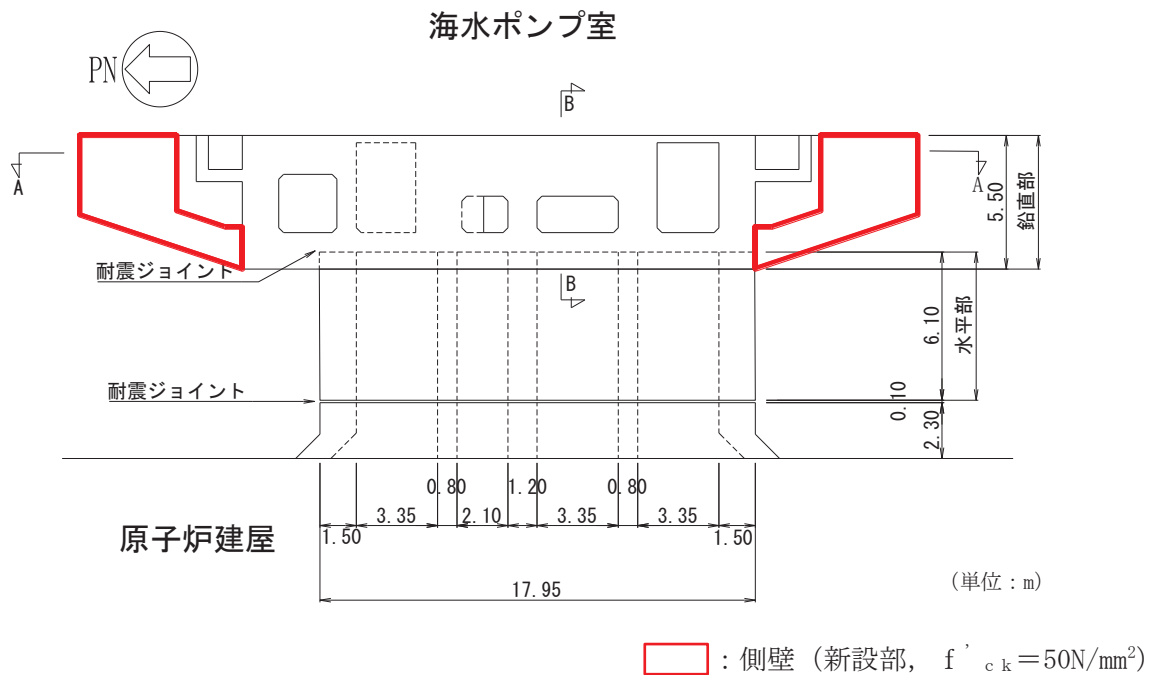 海水ポンプ室
PN
B
A
A
5.50
鉛直部
耐震ジョイント
B
6.10
水平部
耐震ジョイント
0.10
2.30
0.80
1.20
0.80
3.35
2.10
3.35
3.35
1.50
1.50
原子炉建屋
17.95
(単位:m)
:側壁(新設部, f'ck=50N/mm²)